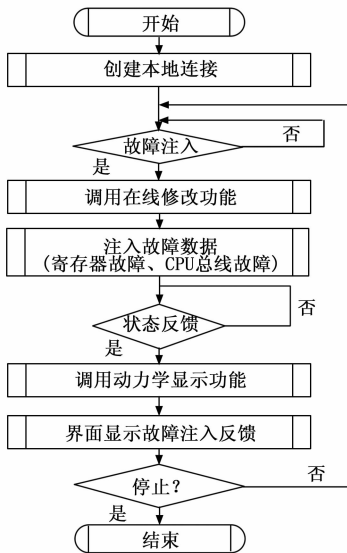 开始
创建本地连接
故障注入
否
是
调用在线修改功能
注入故障数据
(寄存器故障、CPU总线故障)
状态反馈
否
是
调用动力学显示功能
界面显示故障注入反馈
停止?
否
是
结束